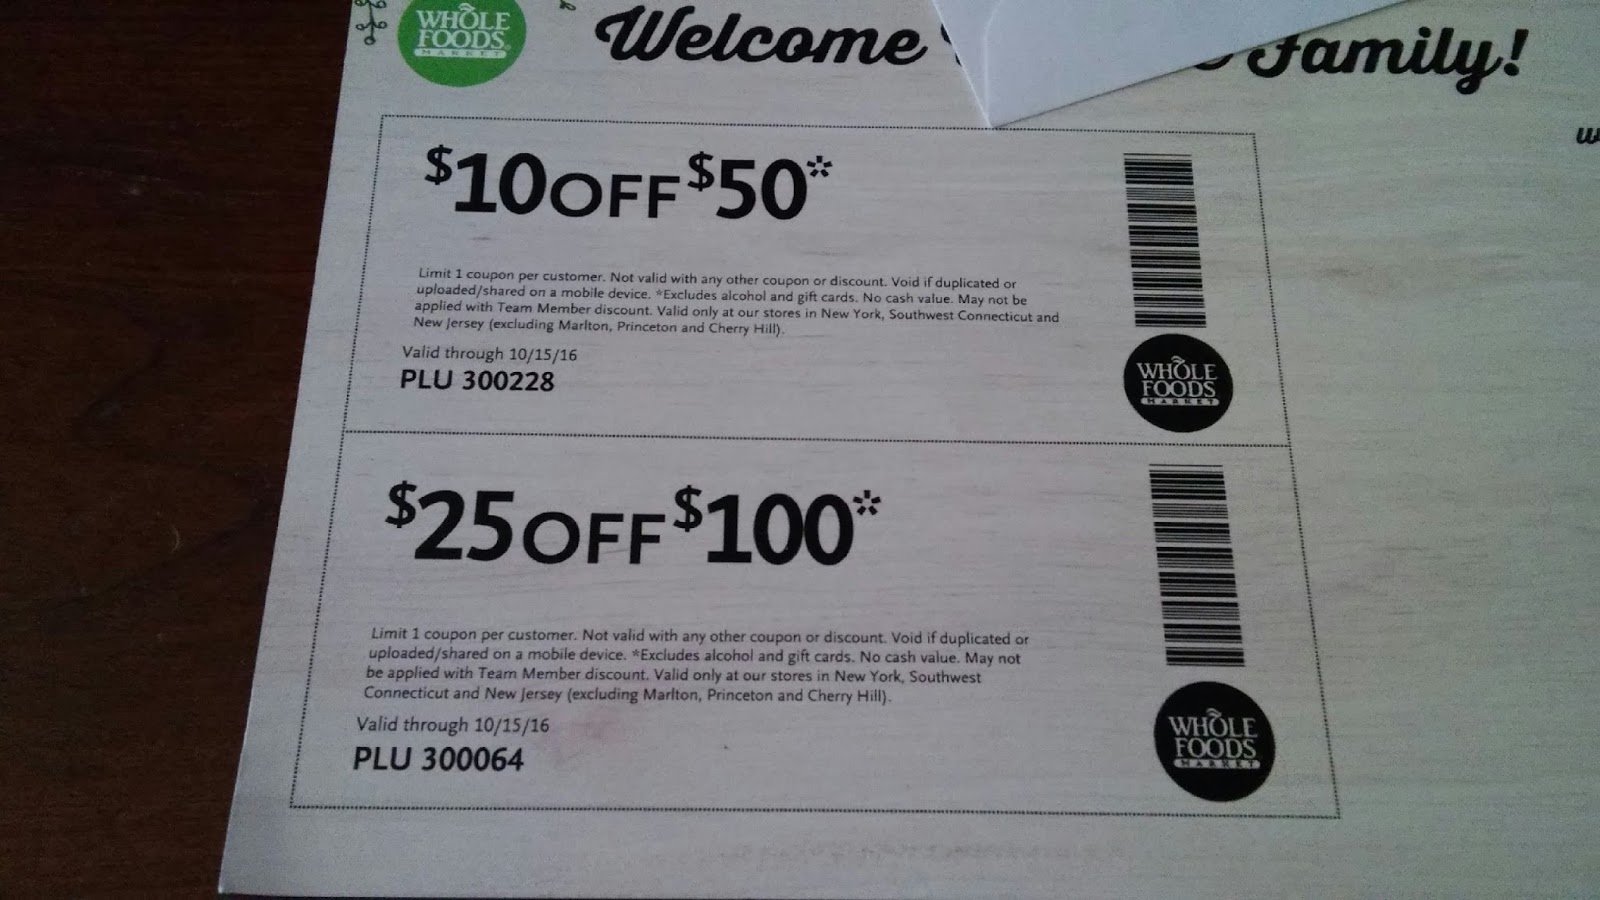 WHOLE
FOODS
MARKET
Welcome Family!
$10 OFF $50*
Limit 1 coupon per customer. Not valid with any other coupon or discount. Void if duplicated or
uploaded/shared on a mobile device. *Excludes alcohol and gift cards. No cash value. May not be
applied with Team Member discount. Valid only at our stores in New York, Southwest Connecticut and
New Jersey (excluding Marlton, Princeton and Cherry Hill).
Valid through 10/15/16
PLU 300228
WHOLE
FOODS
MARKET
$25 OFF $100*
Limit 1 coupon per customer. Not valid with any other coupon or discount. Void if duplicated or
uploaded/shared on a mobile device. *Excludes alcohol and gift cards. No cash value. May not
be applied with Team Member discount. Valid only at our stores in New York, Southwest
Connecticut and New Jersey (excluding Marlton, Princeton and Cherry Hill).
Valid through 10/15/16
PLU 300064
WHOLE
FOODS
MARKET